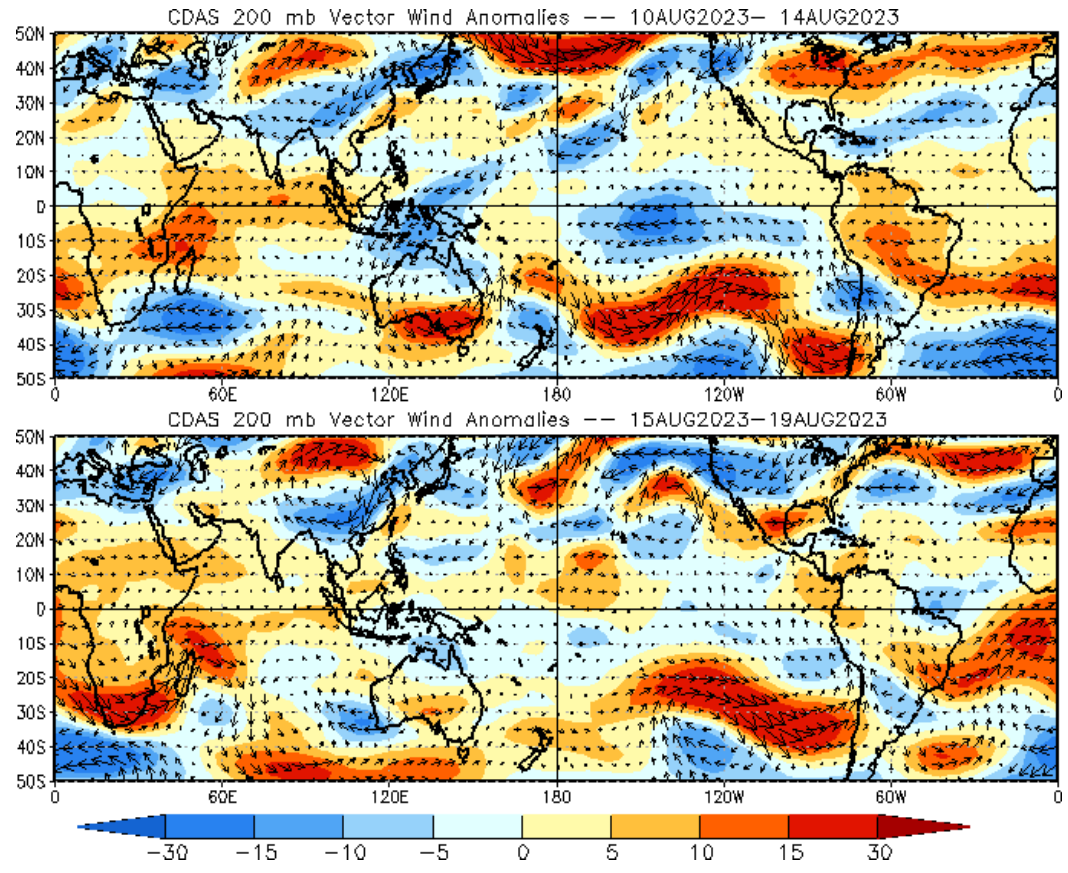 CDAS 200 mb Vector Wind Anomalies -- 10AUG2023- 14AUG2023
50N
40N
30N
20N
10N
0
10S
20S
30S
40S
50S
0 60E 120E 180 120W 60W 0
CDAS 200 mb Vector Wind Anomalies -- 15AUG2023-19AUG2023
50N
40N
30N
20N
10N
0
10S
20S
30S
40S
50S
0 60E 120E 180 120W 60W 0
-30 -15 -10 -5 0 5 10 15 30